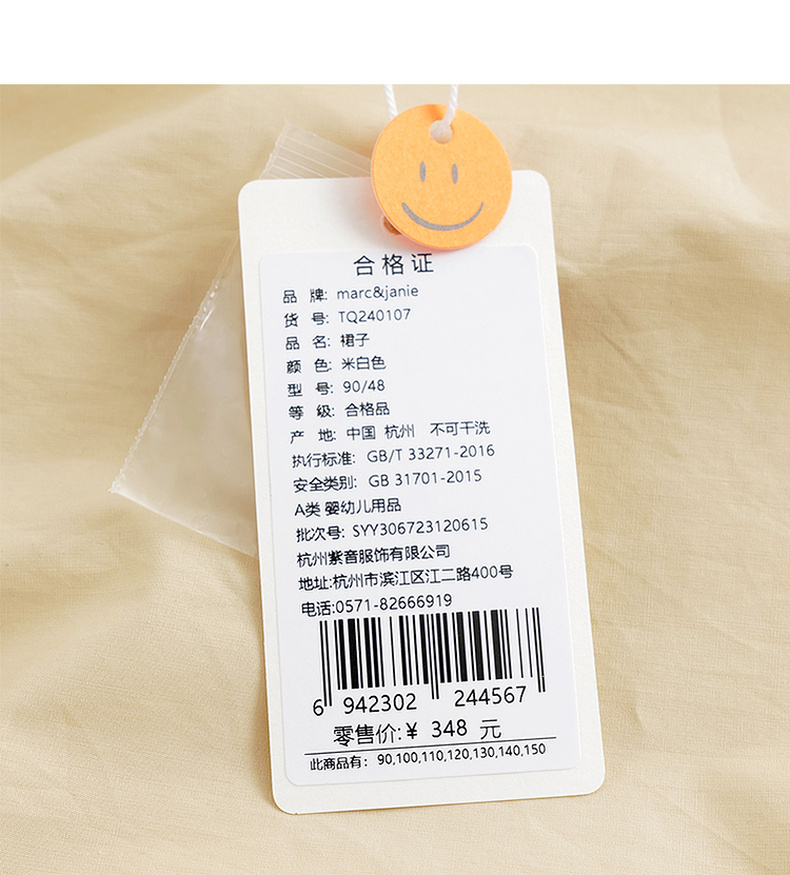 合格证
品 牌: marc&janie
货 号: TQ240107
品 名: 裙子
颜 色: 米白色
型 号: 90/48
等 级: 合格品
产 地: 中国 杭州 不可干洗
执行标准: GB/T 33271-2016
安全类别: GB 31701-2015
A类 婴幼儿用品
批次号: SYY306723120615
杭州紫音服饰有限公司
地址:杭州市滨江区江二路400号
电话:0571-82666919
6 942302 244567
零售价:¥ 348 元
此商品有: 90,100,110,120,130,140,150